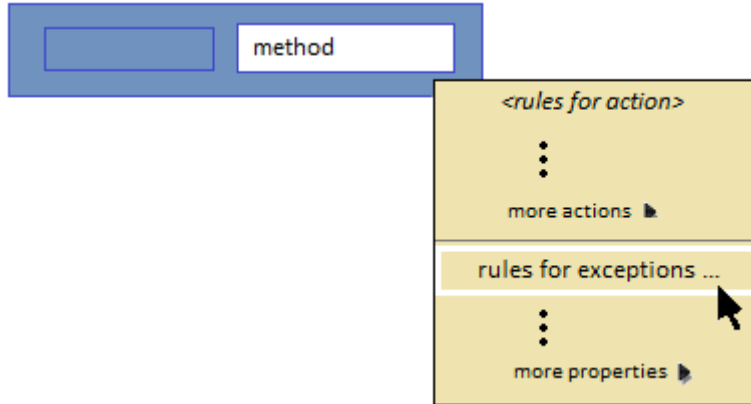 method
<rules for action>
more actions
rules for exceptions ...
more properties